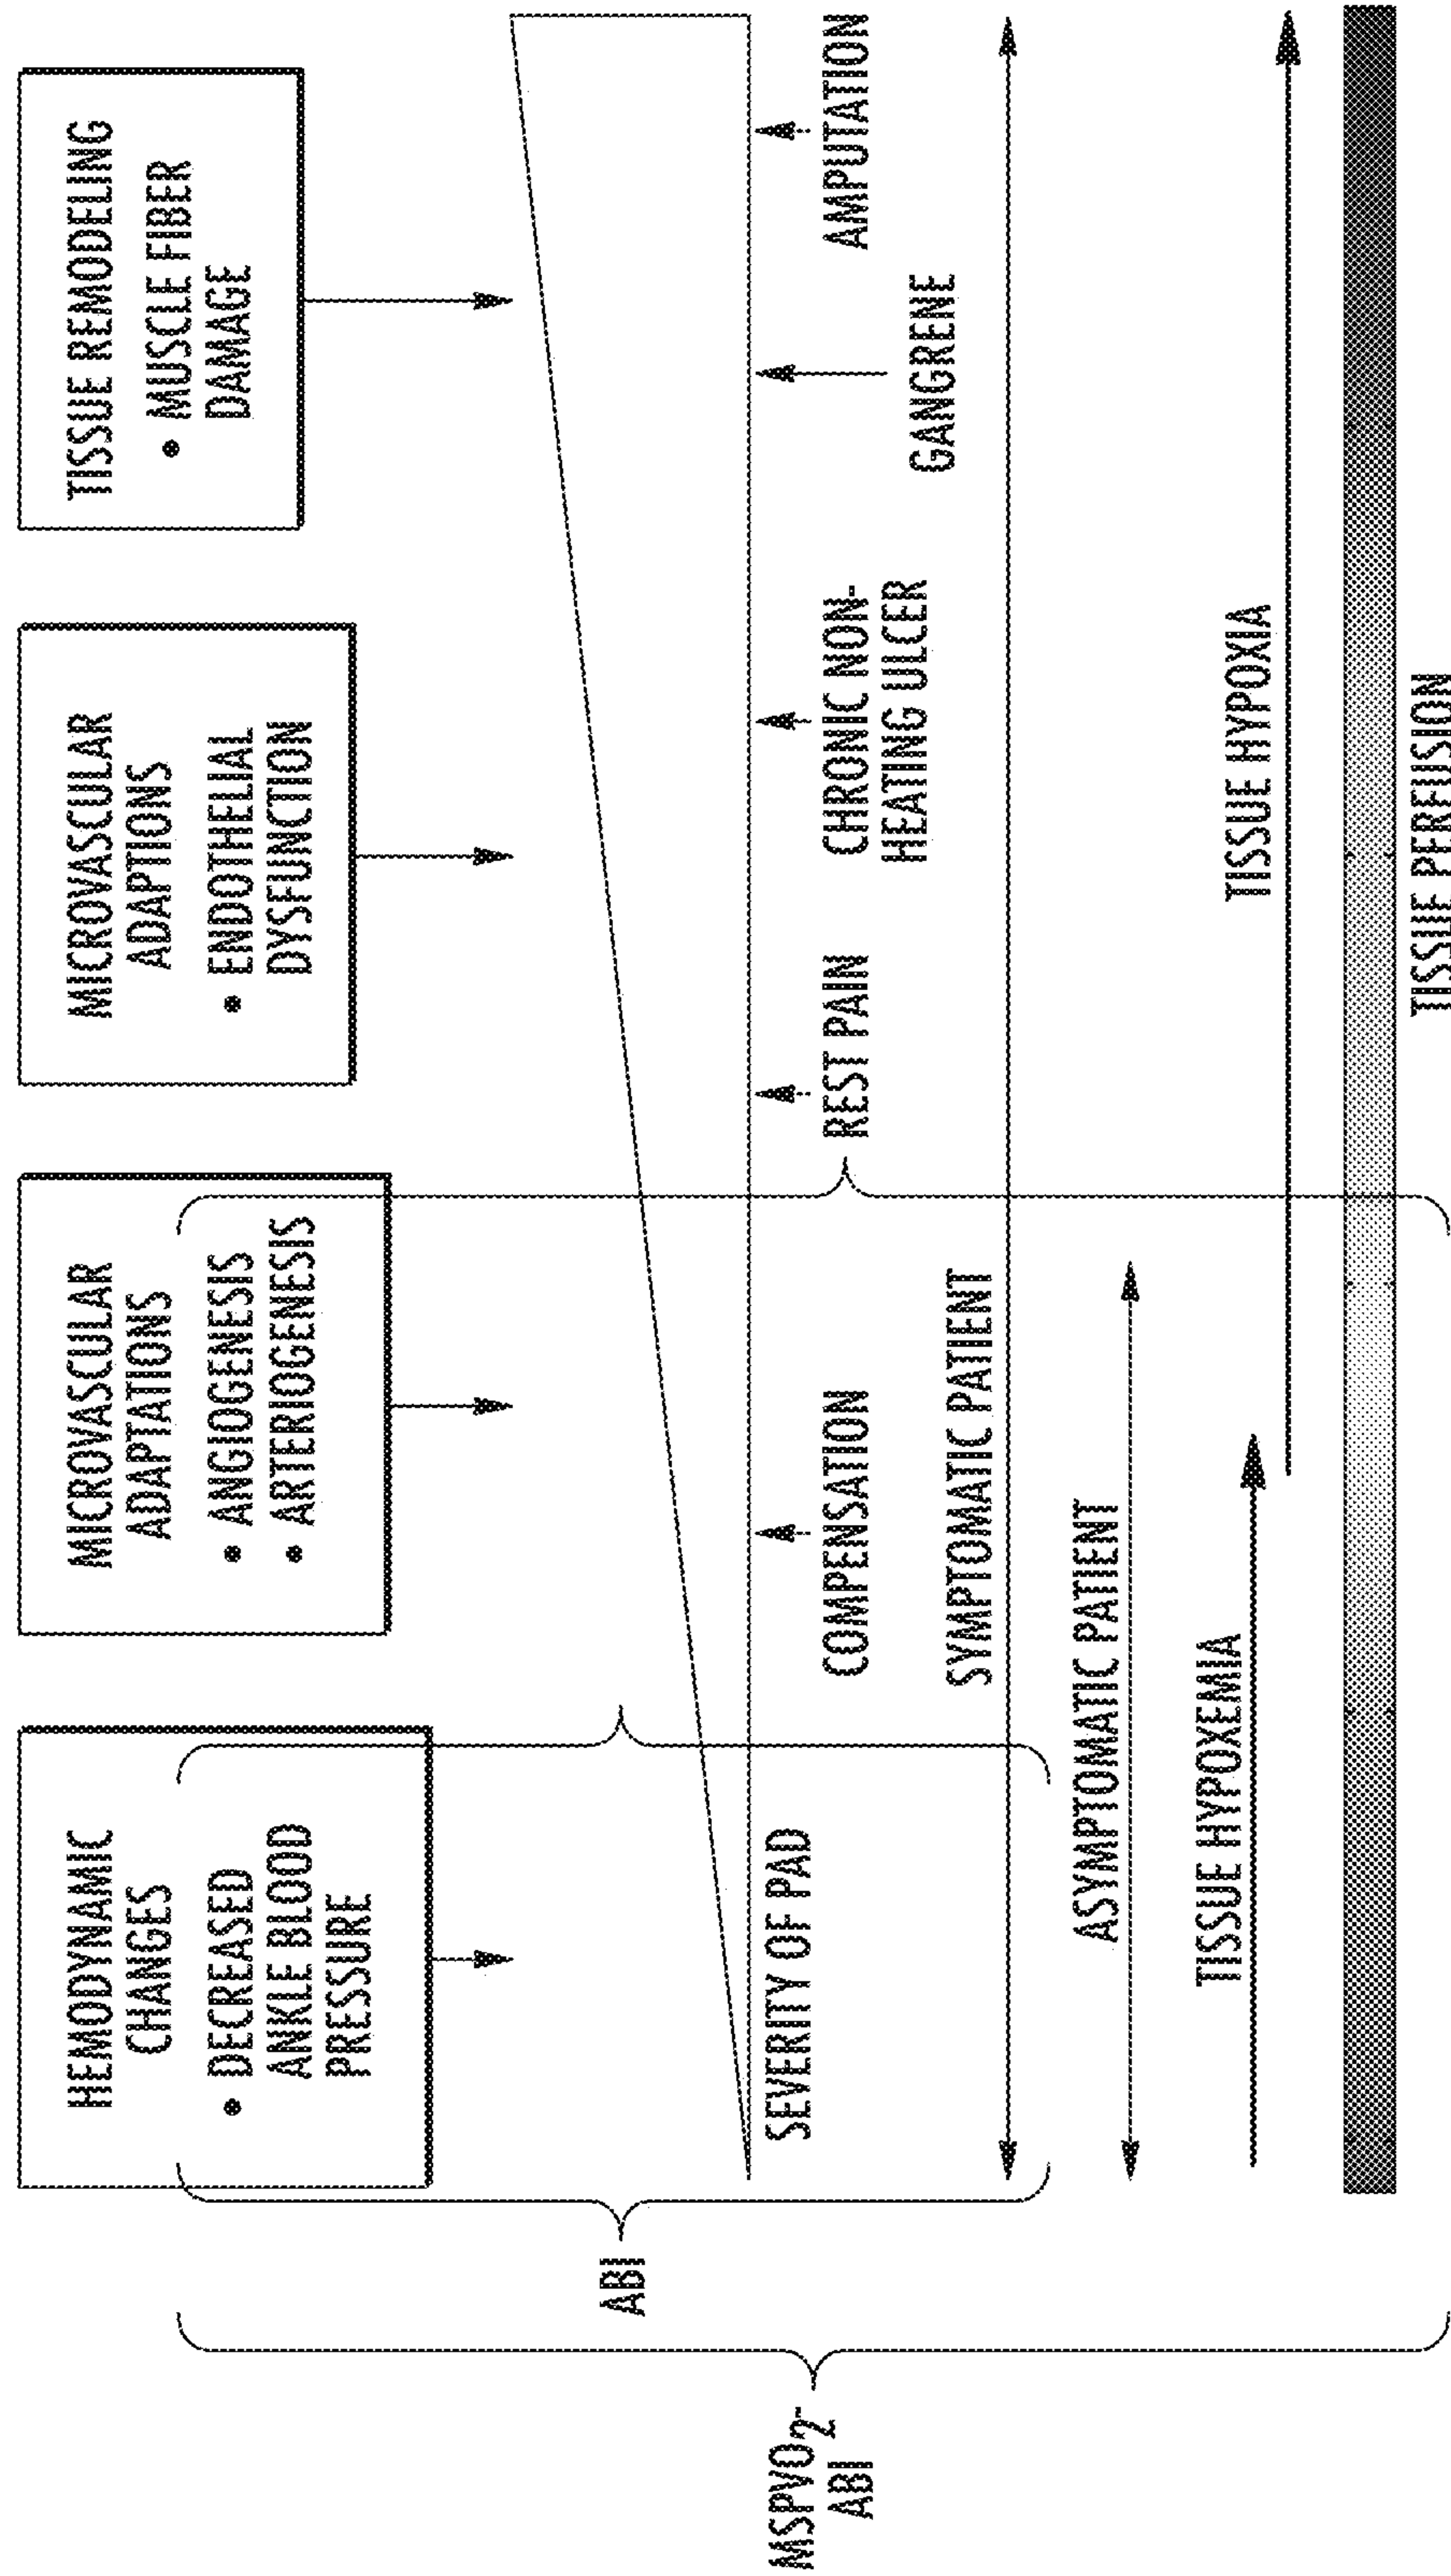 HEMODYNAMIC
CHANGES
• DECREASED
ANKLE BLOOD
PRESSURE
MICROVASCULAR
ADAPTATIONS
• ANGIOGENESIS
• ARTERIOGENESIS
MICROVASCULAR
ADAPTIONS
• ENDOTHELIAL
DYSFUNCTION
TISSUE REMODELING
• MUSCLE FIBER
DAMAGE
ABI
MSPVO2-
ABI
SEVERITY OF PAD
COMPENSATION
REST PAIN
CHRONIC NON-
HEATING ULCER
GANGRENE
AMPUTATION
SYMPTOMATIC PATIENT
ASYMPTOMATIC PATIENT
TISSUE HYPOXEMIA
TISSUE HYPOXIA
TISSUE PERFUSION